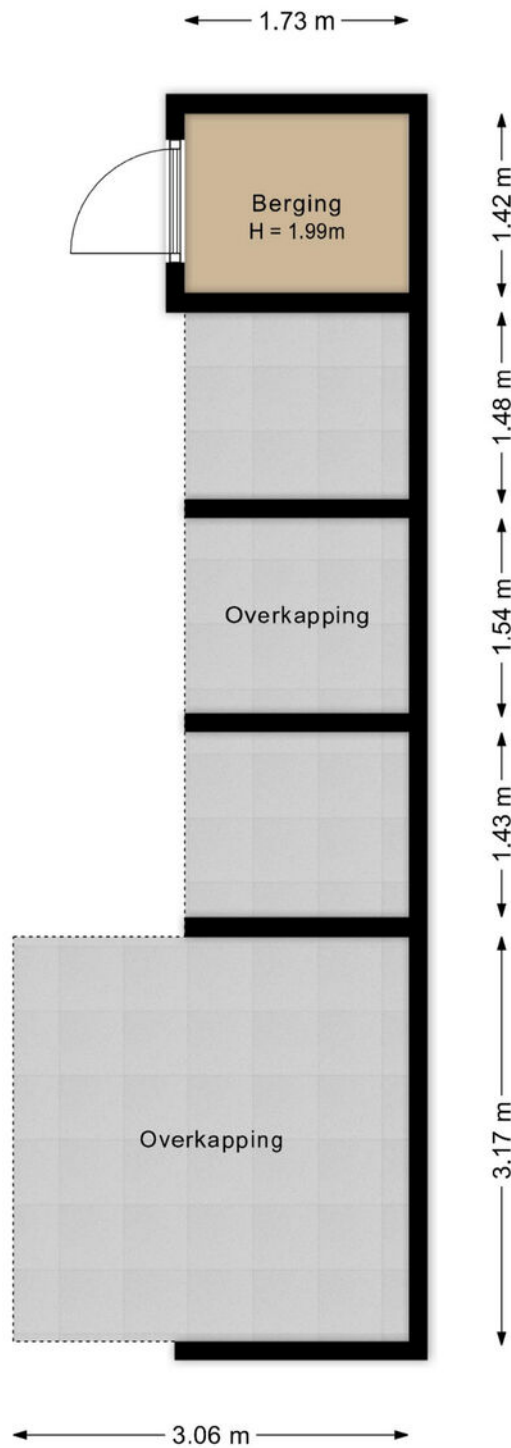 1.73 m
Berging
H = 1.99m
1.42 m
1.48 m
Overkapping
1.54 m
1.43 m
Overkapping
3.17 m
3.06 m